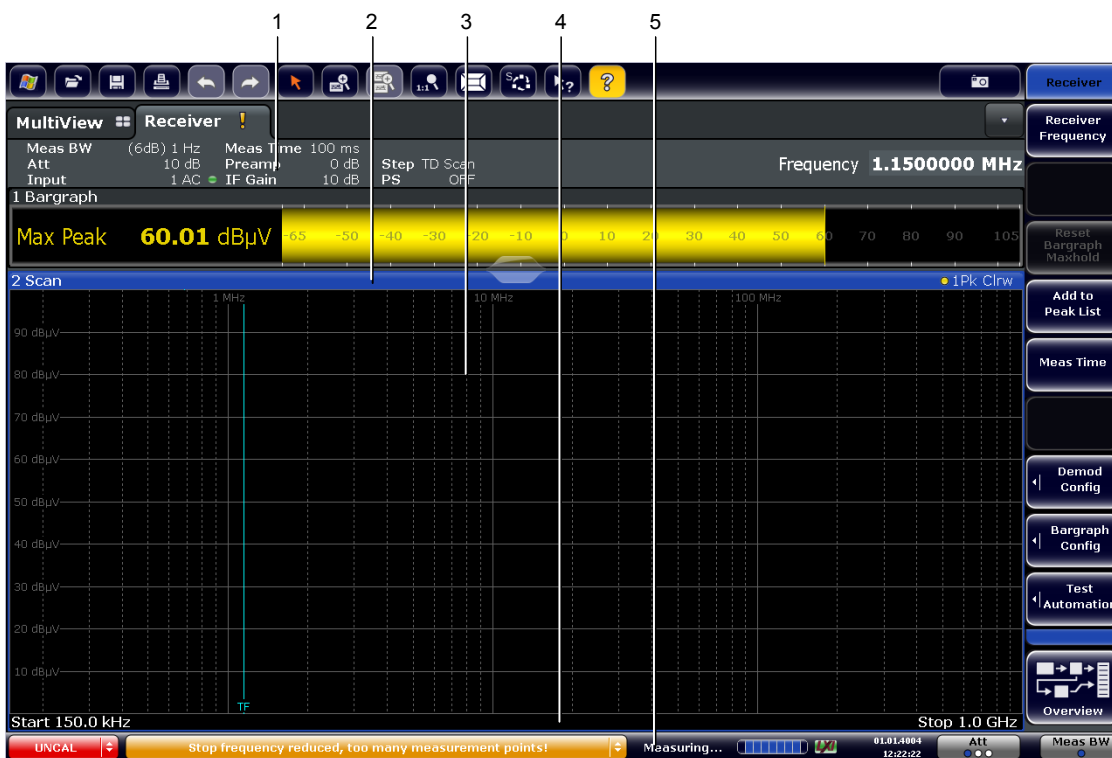 1 2 3 4 5
1:1 S ? ?
Receiver
MultiView Receiver !
Receiver Frequency
Meas BW (6dB) 1 Hz Meas Time 100 ms
Att 10 dB Preamp 0 dB Step TD Scan
Input 1 AC IF Gain 10 dB PS OFF
Frequency 1.1500000 MHz
1 Bargraph
Max Peak 60.01 dBµV -65 -50 -40 -30 -20 -10 0 10 20 30 40 50 60 70 80 90 105
Reset Bargraph Maxhold
2 Scan 1Pk Clrw
1 MHz 10 MHz 100 MHz
Add to Peak List
90 dBµV
Meas Time
80 dBµV
70 dBµV
60 dBµV
Demod Config
50 dBµV
Bargraph Config
40 dBµV
30 dBµV
Test Automation
20 dBµV
10 dBµV
TF
Overview
Start 150.0 kHz Stop 1.0 GHz
UNCAL Stop frequency reduced, too many measurement points! Measuring... 01.01.4004 12:22:22 Att Meas BW